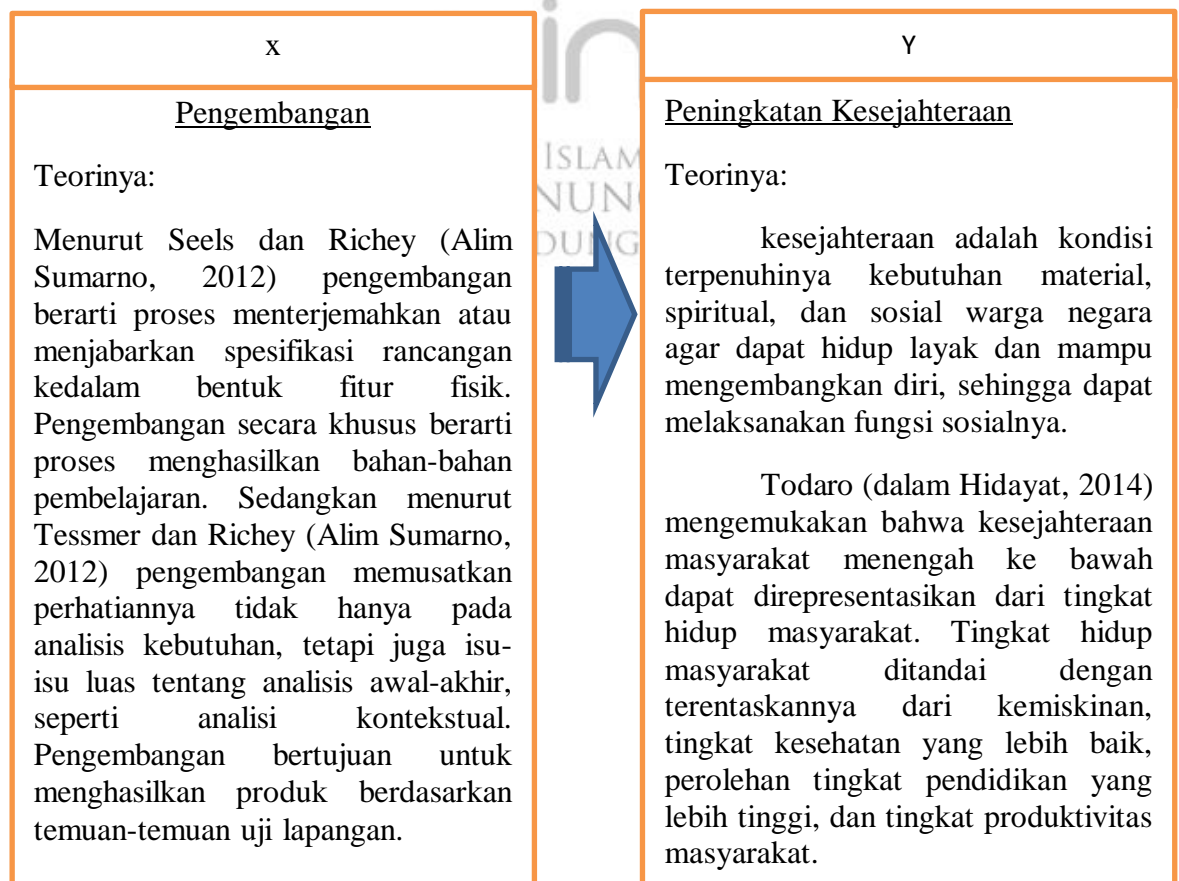 x
Pengembangan
Teorinya:
Menurut Seels dan Richey (Alim
Sumarno, 2012) pengembangan
berarti proses menterjemahkan atau
menjabarkan spesifikasi rancangan
kedalam bentuk fitur fisik.
Pengembangan secara khusus berarti
proses menghasilkan bahan-bahan
pembelajaran. Sedangkan menurut
Tessmer dan Richey (Alim Sumarno,
2012) pengembangan memusatkan
perhatiannya tidak hanya pada
analisis kebutuhan, tetapi juga isu-
isu luas tentang analisis awal-akhir,
seperti analisi kontekstual.
Pengembangan bertujuan untuk
menghasilkan produk berdasarkan
temuan-temuan uji lapangan.
ISLAM
Y
Peningkatan Kesejahteraan
Teorinya:
kesejahteraan adalah kondisi
terpenuhinya kebutuhan material,
spiritual, dan sosial warga negara
agar dapat hidup layak dan mampu
mengembangkan diri, sehingga dapat
melaksanakan fungsi sosialnya.
Todaro (dalam Hidayat, 2014)
mengemukakan bahwa kesejahteraan
masyarakat menengah ke bawah
dapat direpresentasikan dari tingkat
hidup masyarakat. Tingkat hidup
masyarakat ditandai dengan
terentaskannya dari kemiskinan,
tingkat kesehatan yang lebih baik,
perolehan tingkat pendidikan yang
lebih tinggi, dan tingkat produktivitas
masyarakat.